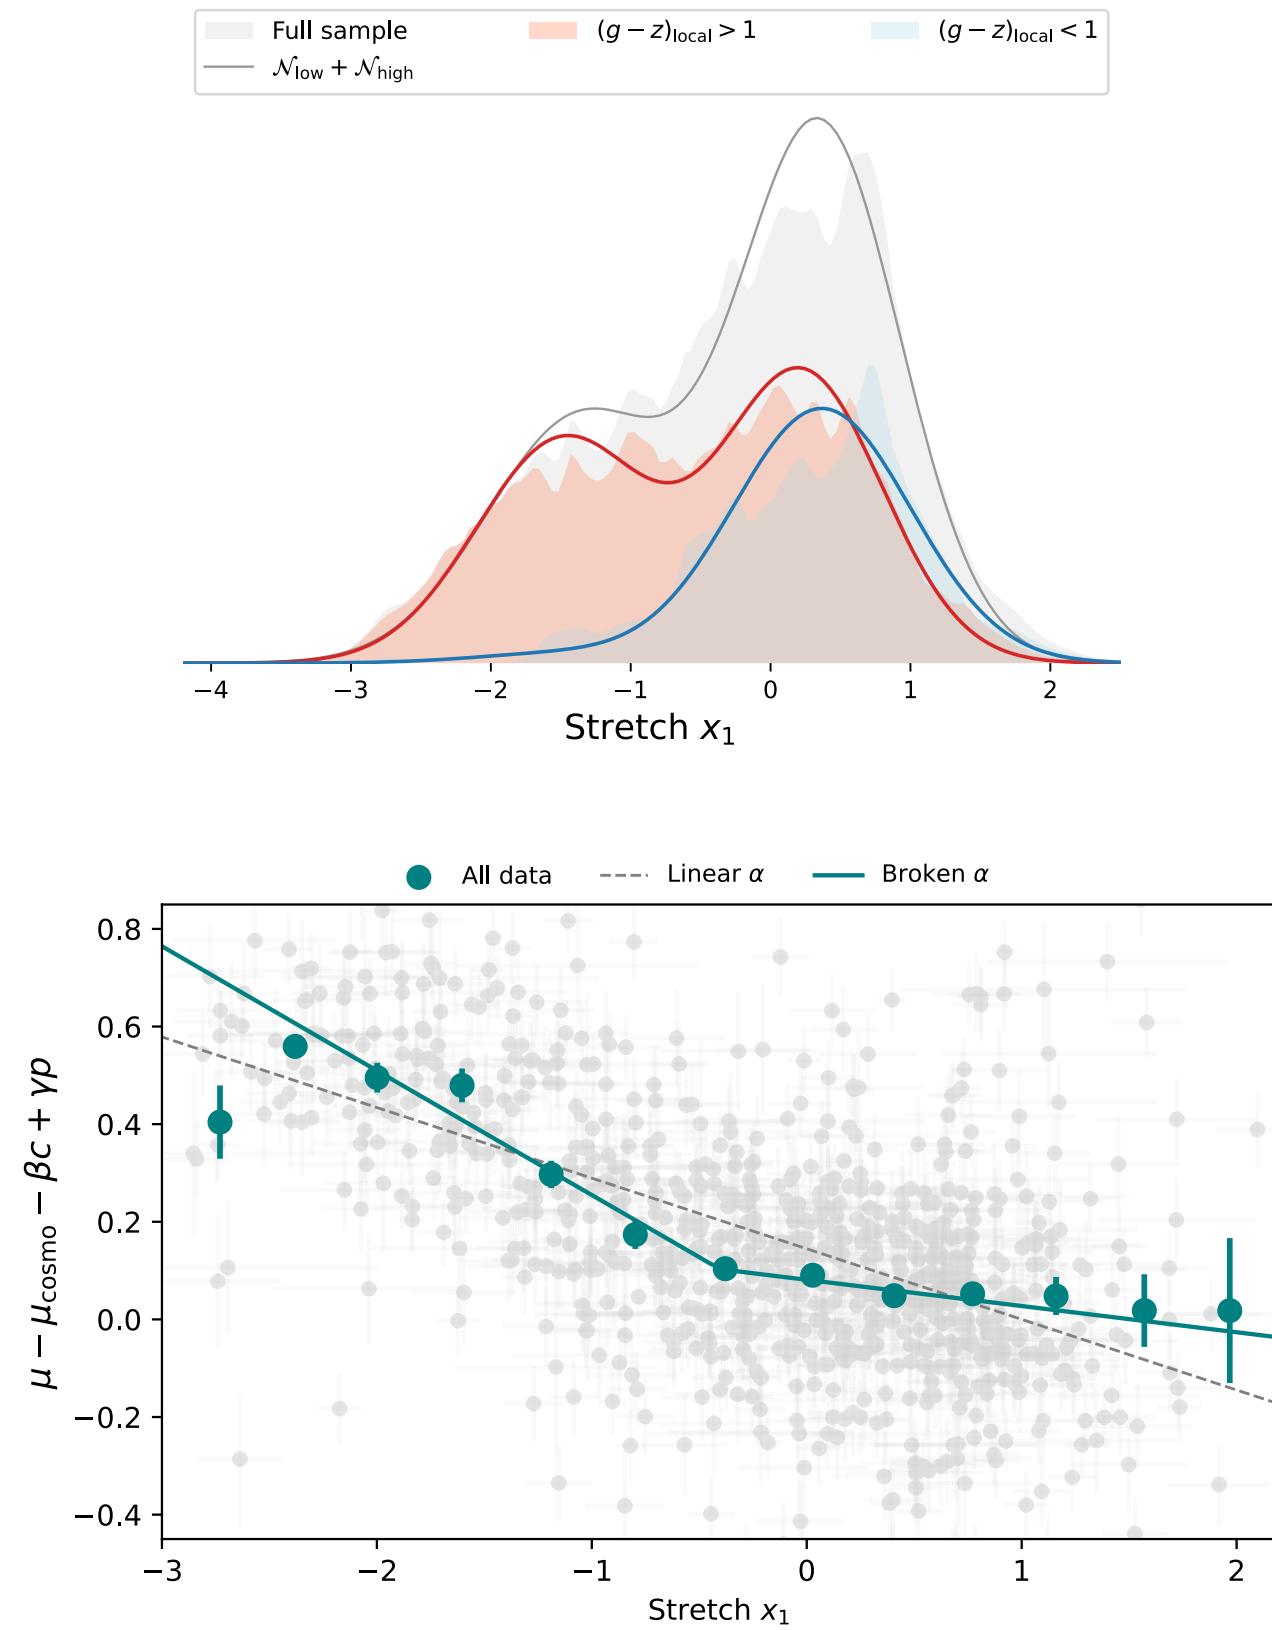 Full sample (g − z)local > 1 (g − z)local < 1
𝒩low + 𝒩high
−4 −3 −2 −1 0 1 2
Stretch x1
All data Linear α Broken α
0.8
0.6
0.4
0.2
0.0
−0.2
−0.4
μ − μcosmo − βc + γp
−3 −2 −1 0 1 2
Stretch x1